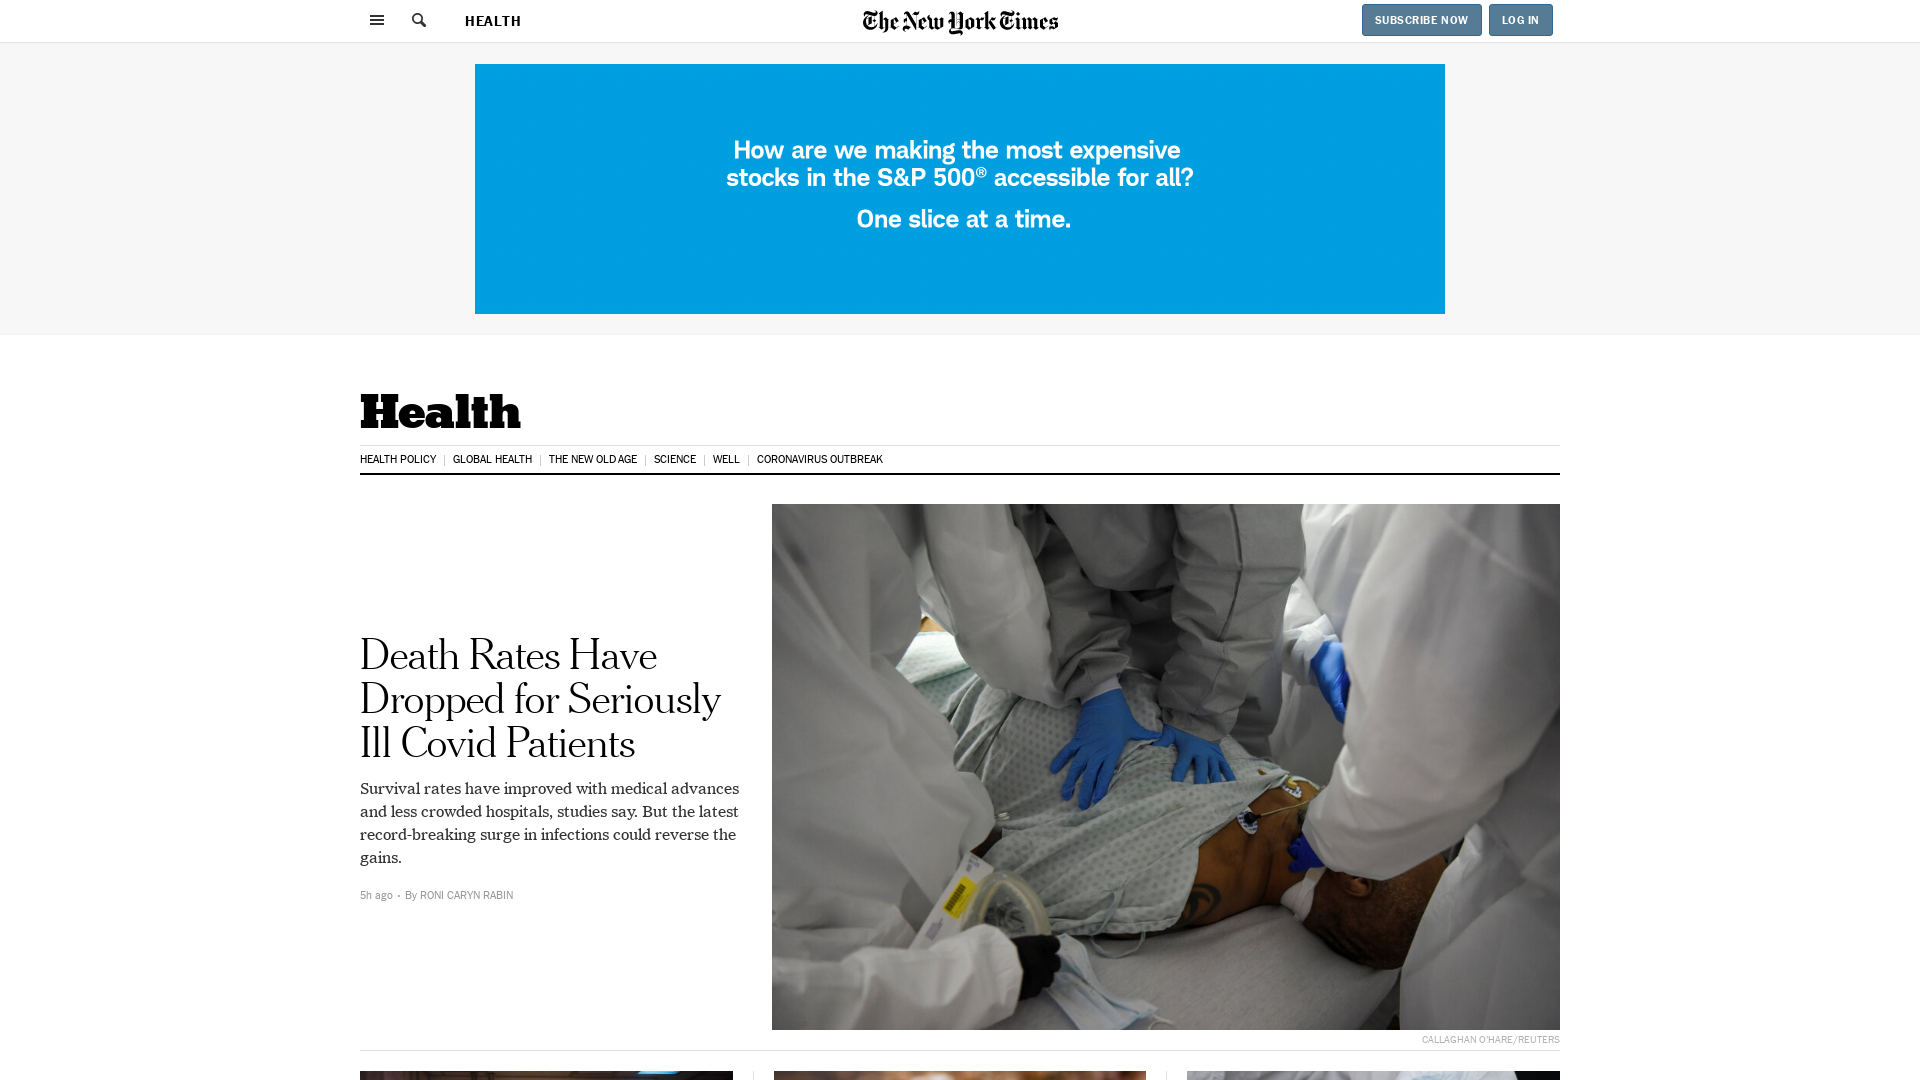 HEALTH
The New York Times
SUBSCRIBE NOW
LOG IN
How are we making the most expensive
stocks in the S&P 500® accessible for all?
One slice at a time.
Health
HEALTH POLICY
GLOBAL HEALTH
THE NEW OLD AGE
SCIENCE
WELL
CORONAVIRUS OUTBREAK
Death Rates Have
Dropped for Seriously
Ill Covid Patients
Survival rates have improved with medical advances
and less crowded hospitals, studies say. But the latest
record-breaking surge in infections could reverse the
gains.
5h ago • By RONI CARYN RABIN
CALLAGHAN O'HARE/REUTERS